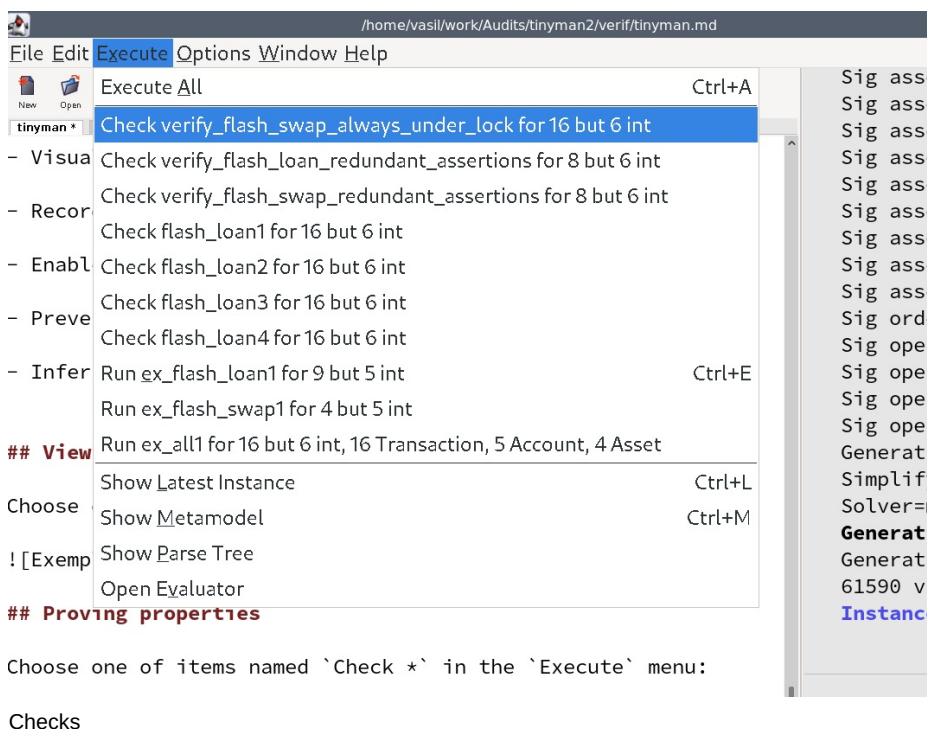 /home/vasil/work/Audits/tinyman2/verif/tinyman.md
File Edit Execute Options Window Help
New Open
tinyman *
Execute All Ctrl+A
Check verify_flash_swap_always_under_lock for 16 but 6 int
Check verify_flash_loan_redundant_assertions for 8 but 6 int
Check verify_flash_swap_redundant_assertions for 8 but 6 int
Check flash_loan1 for 16 but 6 int
Check flash_loan2 for 16 but 6 int
Check flash_loan3 for 16 but 6 int
Check flash_loan4 for 16 but 6 int
Run ex_flash_loan1 for 9 but 5 int Ctrl+E
Run ex_flash_swap1 for 4 but 5 int
Run ex_all1 for 16 but 6 int, 16 Transaction, 5 Account, 4 Asset
Show Latest Instance Ctrl+L
Show Metamodel Ctrl+M
Show Parse Tree
Open Evaluator
- Visua
- Recor
- Enabl
- Preve
- Infer
## View
Choose
![Exemp
## Proving properties
Choose one of items named `Check *` in the `Execute` menu:
Sig ass
Sig ass
Sig ass
Sig ass
Sig ass
Sig ass
Sig ass
Sig ass
Sig ass
Sig ord
Sig ope
Sig ope
Sig ope
Sig ope
Generat
Simplif
Solver=
Generat
Generat
61590 v
Instanc
Checks